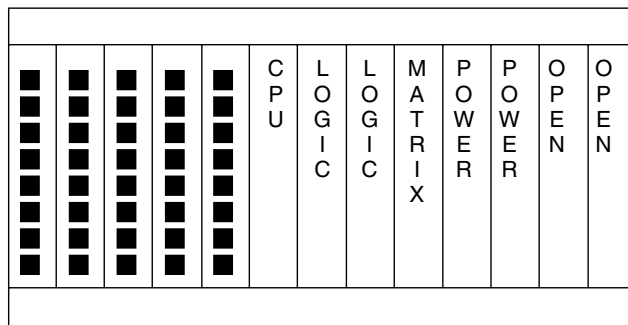 CPU
LOGIC
LOGIC
MATRIX
POWER
POWER
OPEN
OPEN